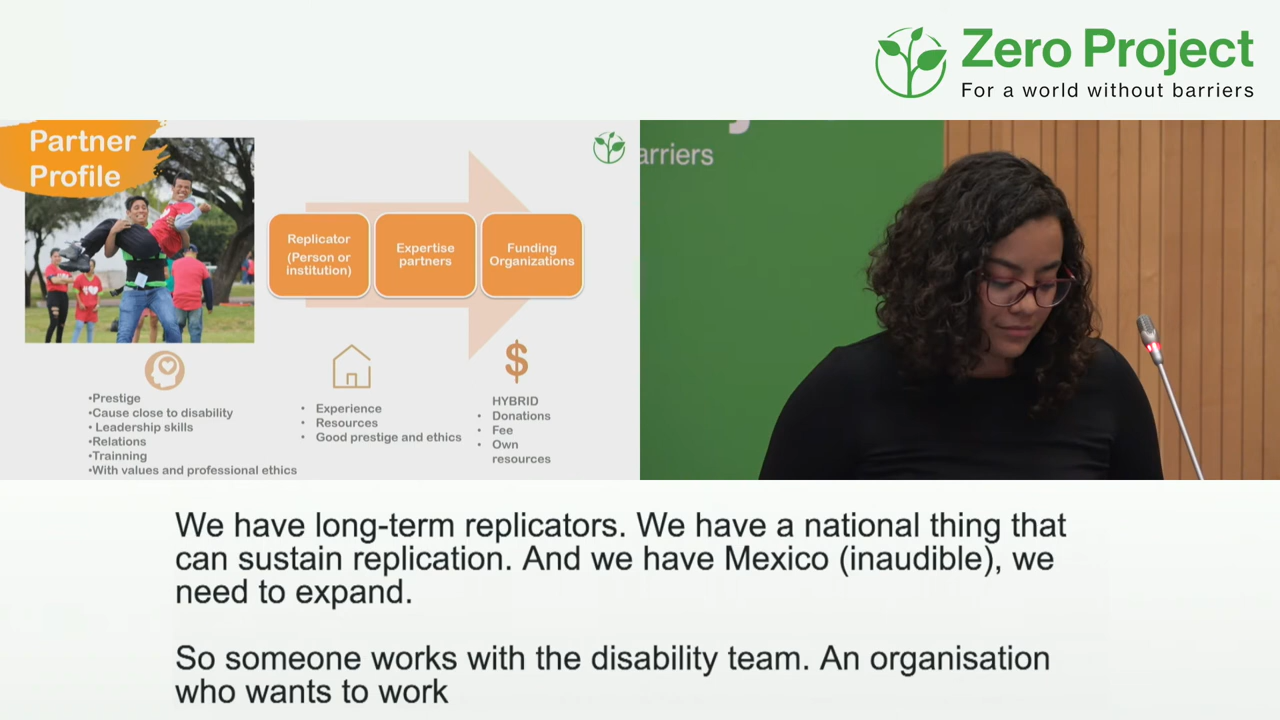 Zero Project
For a world without barriers
Partner
Profile
Replicator
(Person or
institution)
Expertise
partners
Funding
Organizations
•Prestige
•Cause close to disability
• Leadership skills
•Relations
•Trainning
•With values and professional ethics
• Experience
• Resources
• Good prestige and ethics
$
HYBRID
• Donations
• Fee
• Own
resources
arriers
We have long-term replicators. We have a national thing that
can sustain replication. And we have Mexico (inaudible), we
need to expand.
So someone works with the disability team. An organisation
who wants to work